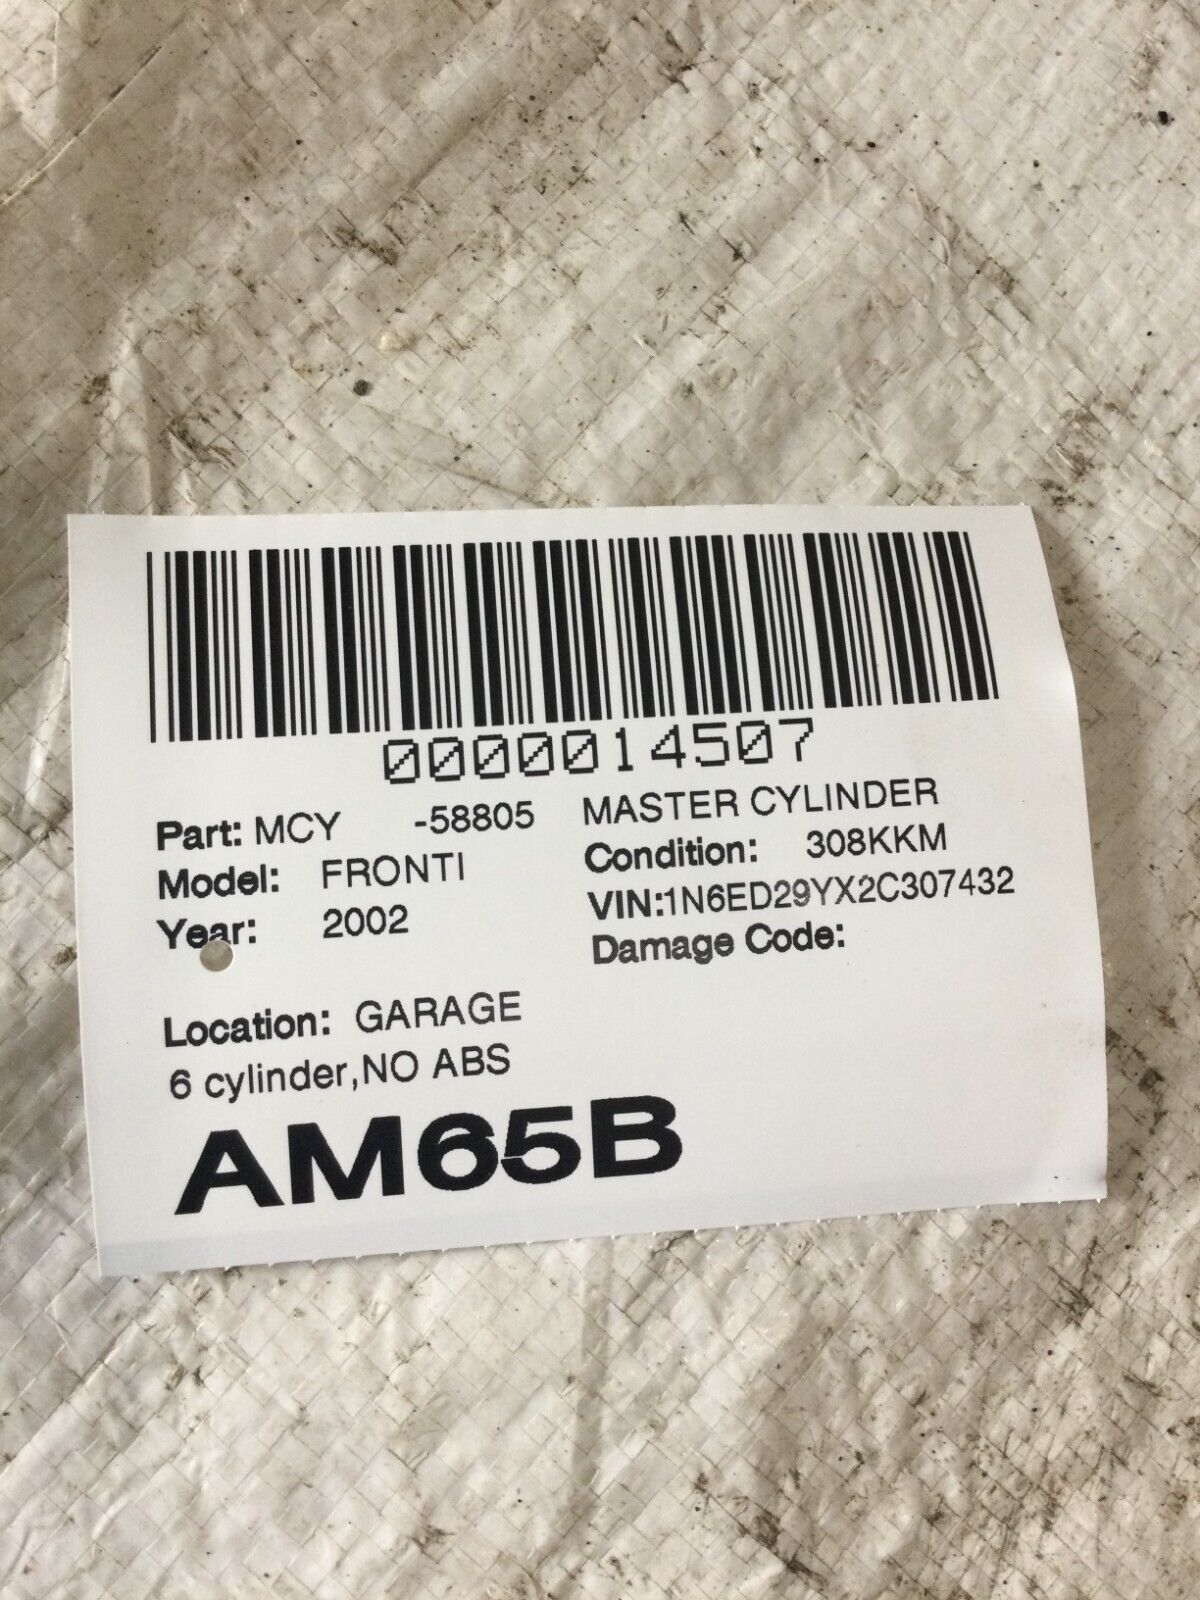 0000014507
Part: MCY -58805 MASTER CYLINDER
Model: FRONTI Condition: 308KKM
Year: 2002 VIN:1N6ED29YX2C307432
Damage Code:
Location: GARAGE
6 cylinder,NO ABS
AM65B